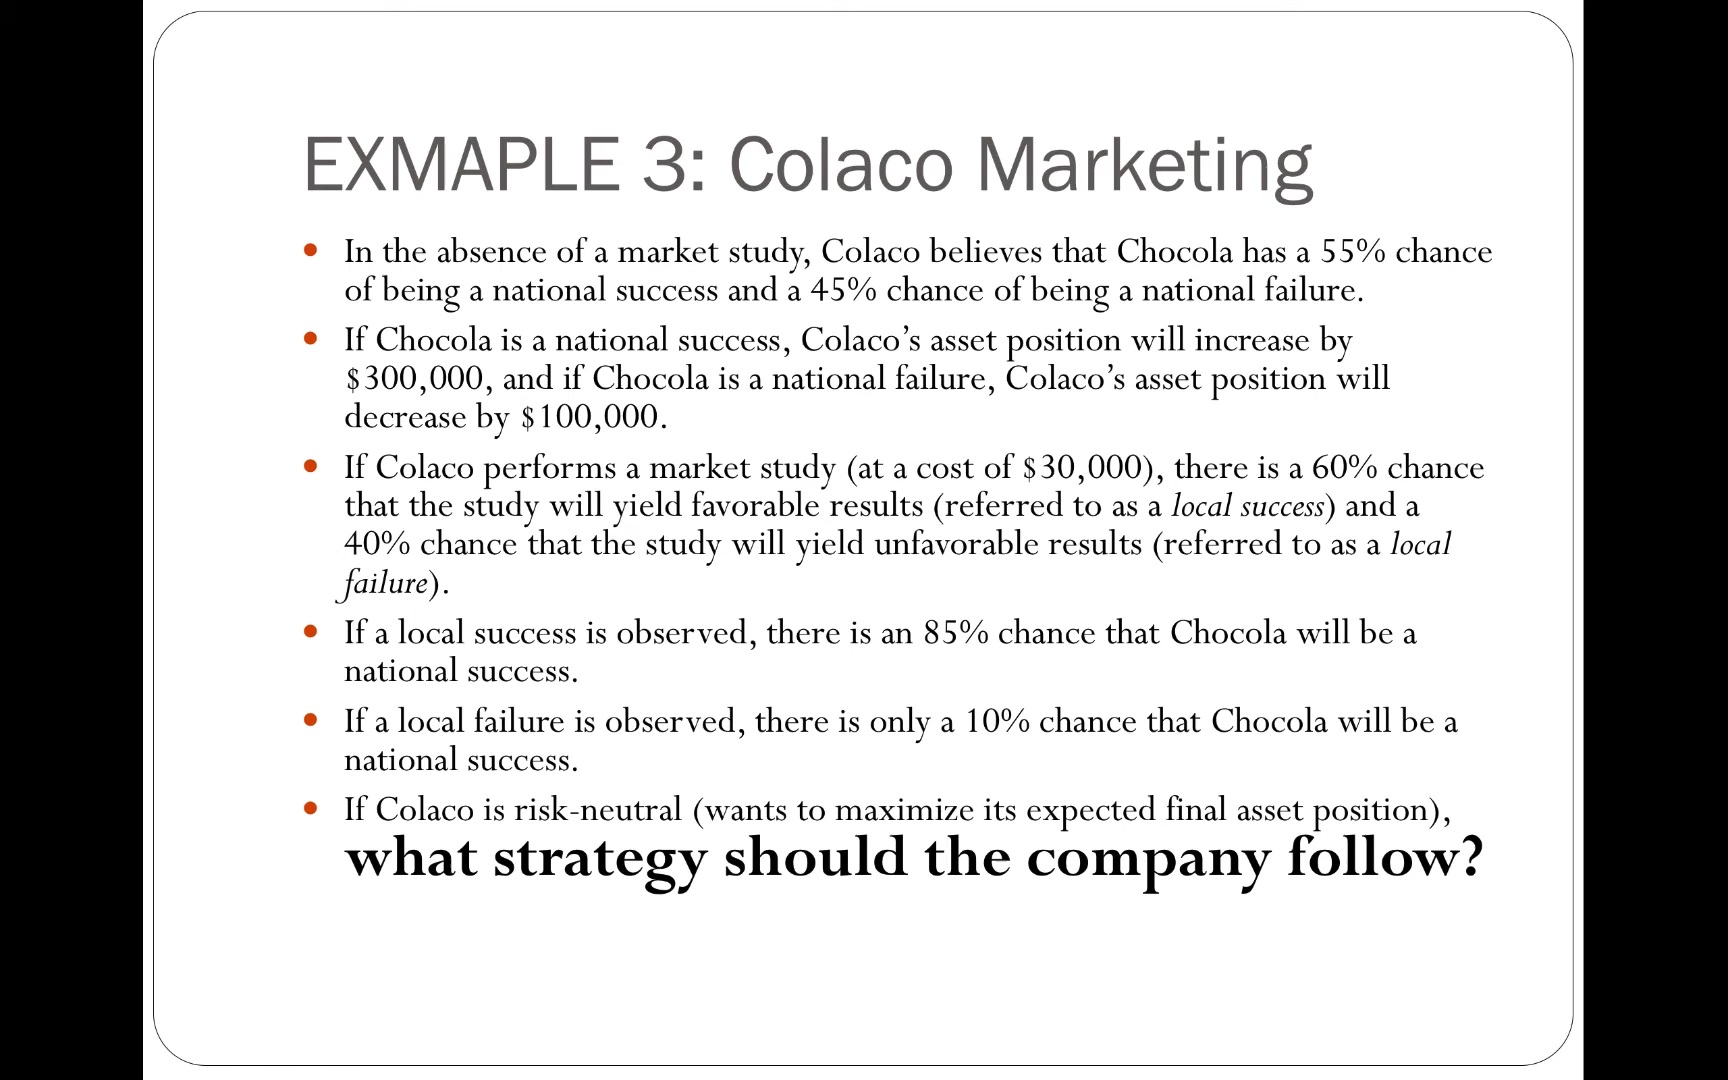 EXMAPLE 3: Colaco Marketing
• In the absence of a market study, Colaco believes that Chocola has a 55% chance
of being a national success and a 45% chance of being a national failure.
• If Chocola is a national success, Colaco’s asset position will increase by
$300,000, and if Chocola is a national failure, Colaco’s asset position will
decrease by $100,000.
• If Colaco performs a market study (at a cost of $30,000), there is a 60% chance
that the study will yield favorable results (referred to as a local success) and a
40% chance that the study will yield unfavorable results (referred to as a local
failure).
• If a local success is observed, there is an 85% chance that Chocola will be a
national success.
• If a local failure is observed, there is only a 10% chance that Chocola will be a
national success.
• If Colaco is risk-neutral (wants to maximize its expected final asset position),
what strategy should the company follow?